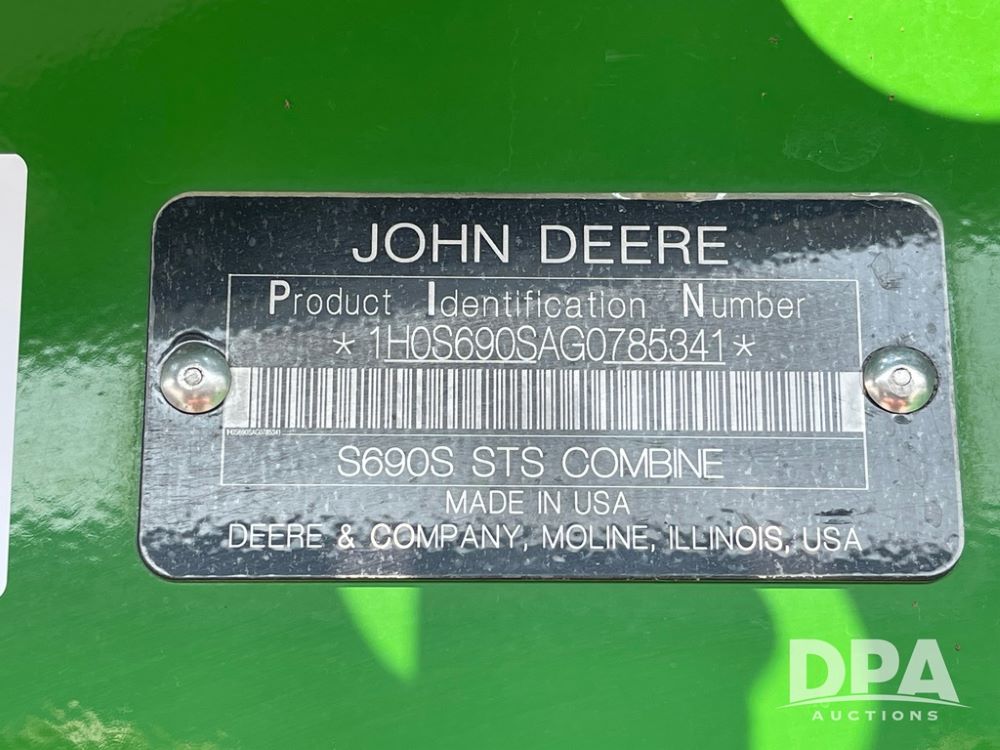 JOHN DEERE
Product Identification Number
*1H0S690SAG0785341*
1H0S690SAG0785341
S690S STS COMBINE
MADE IN USA
DEERE & COMPANY, MOLINE, ILLINOIS, USA
DPA
AUCTIONS